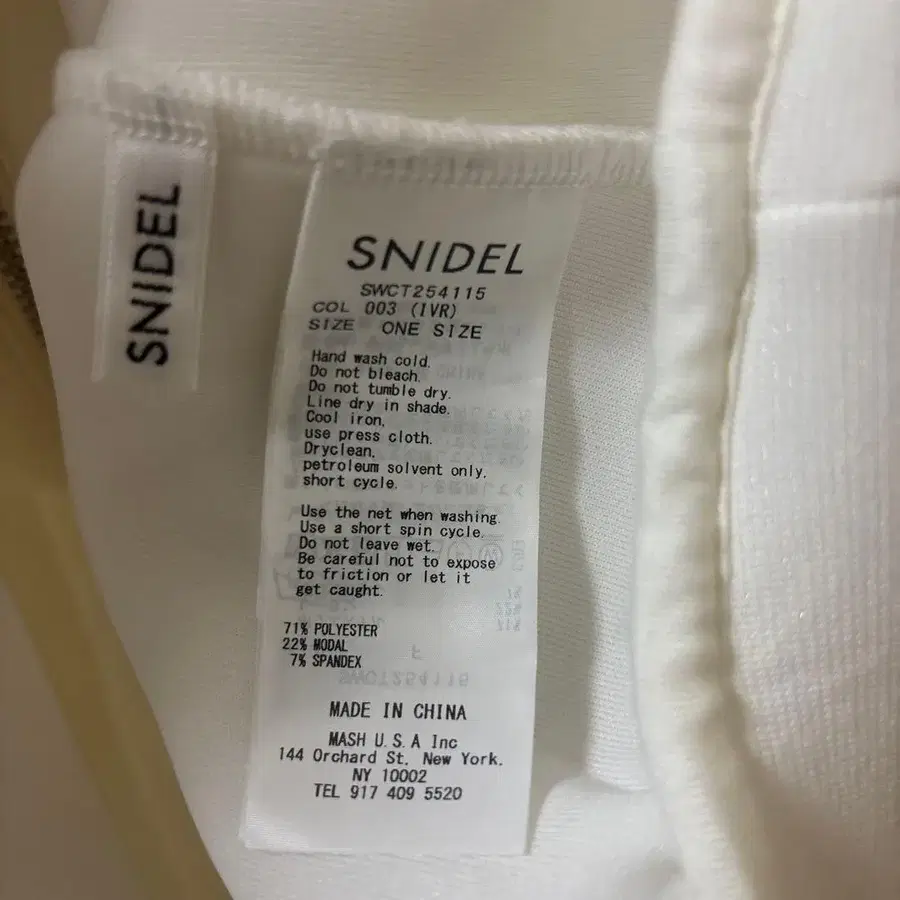 SNIDEL
SNIDEL
SWCT254115
COL 003 (IVR)
SIZE ONE SIZE
Hand wash cold.
Do not bleach.
Do not tumble dry.
Line dry in shade.
Cool iron,
use press cloth.
Dryclean,
petroleum solvent only,
short cycle.
Use the net when washing.
Use a short spin cycle.
Do not leave wet.
Be careful not to expose
to friction or let it
get caught.
71% POLYESTER
22% MODAL
7% SPANDEX
MADE IN CHINA
MASH U.S.A Inc
144 Orchard St, New York,
NY 10002
TEL 917 409 5520